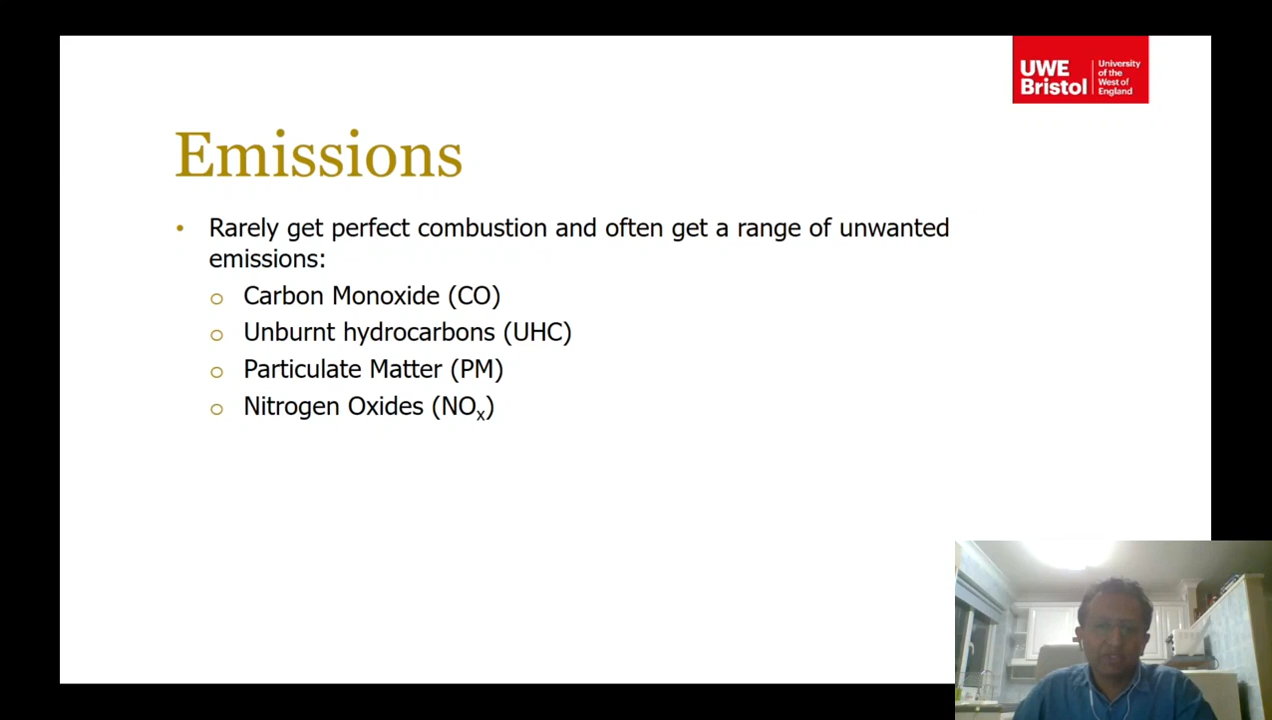 UWE
Bristol
University
of the
West of
England
Emissions
• Rarely get perfect combustion and often get a range of unwanted
emissions:
o Carbon Monoxide (CO)
o Unburnt hydrocarbons (UHC)
o Particulate Matter (PM)
o Nitrogen Oxides (NOx)